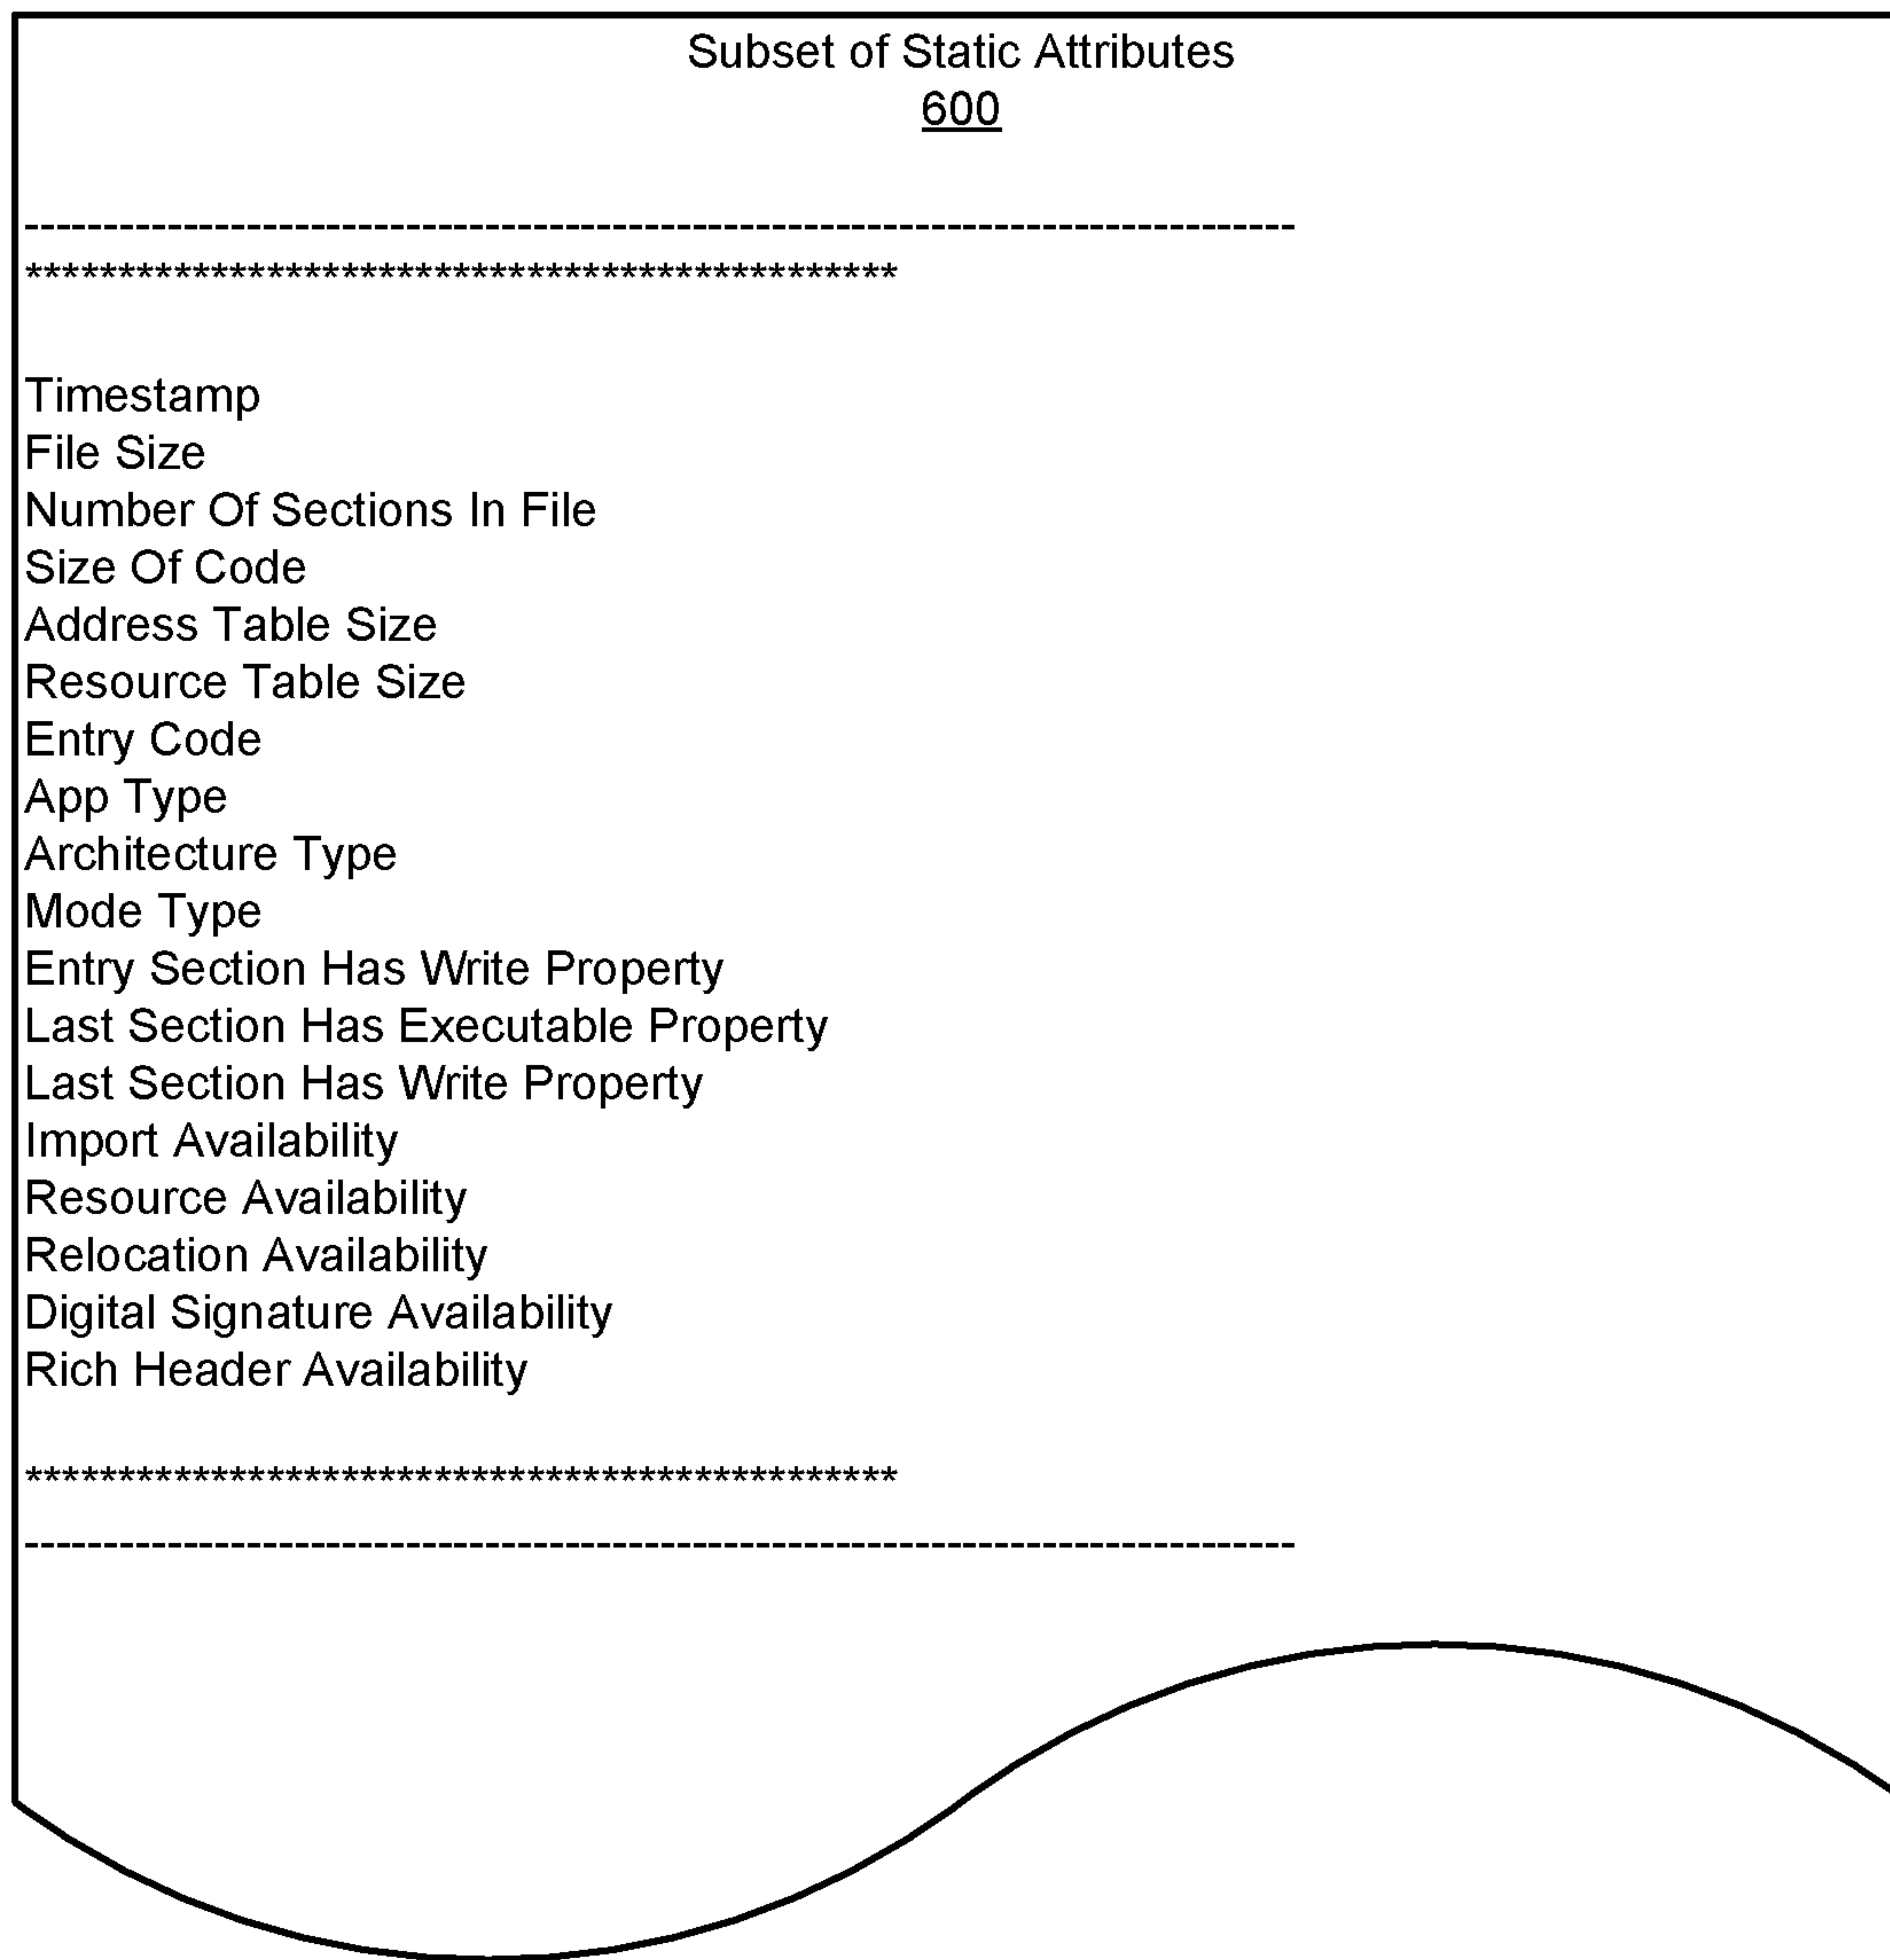 Subset of Static Attributes
600
--------------------------------------------------------------------------------
***********************************************
Timestamp
File Size
Number Of Sections In File
Size Of Code
Address Table Size
Resource Table Size
Entry Code
App Type
Architecture Type
Mode Type
Entry Section Has Write Property
Last Section Has Executable Property
Last Section Has Write Property
Import Availability
Resource Availability
Relocation Availability
Digital Signature Availability
Rich Header Availability
***********************************************
--------------------------------------------------------------------------------